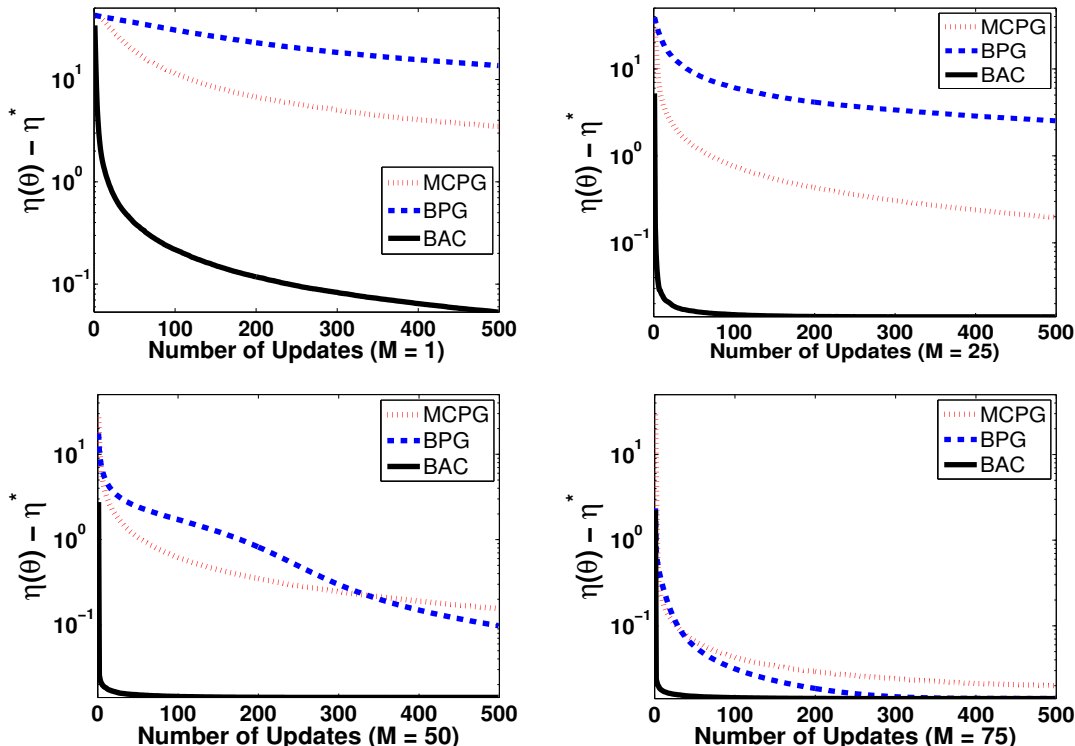 10^1
10^0
10^-1
η(θ) − η*
MCPG
BPG
BAC
0 100 200 300 400 500
Number of Updates (M = 1)
10^1
10^0
10^-1
η(θ) − η*
MCPG
BPG
BAC
0 100 200 300 400 500
Number of Updates (M = 25)
10^1
10^0
10^-1
η(θ) − η*
MCPG
BPG
BAC
0 100 200 300 400 500
Number of Updates (M = 50)
10^1
10^0
10^-1
η(θ) − η*
MCPG
BPG
BAC
0 100 200 300 400 500
Number of Updates (M = 75)